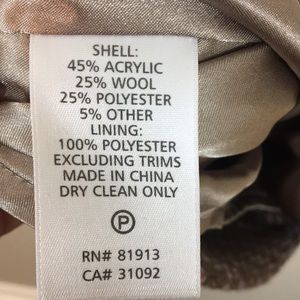 SHELL:
45% ACRYLIC
25% WOOL
25% POLYESTER
5% OTHER
LINING:
100% POLYESTER
EXCLUDING TRIMS
MADE IN CHINA
DRY CLEAN ONLY
P
RN# 81913
CA# 31092